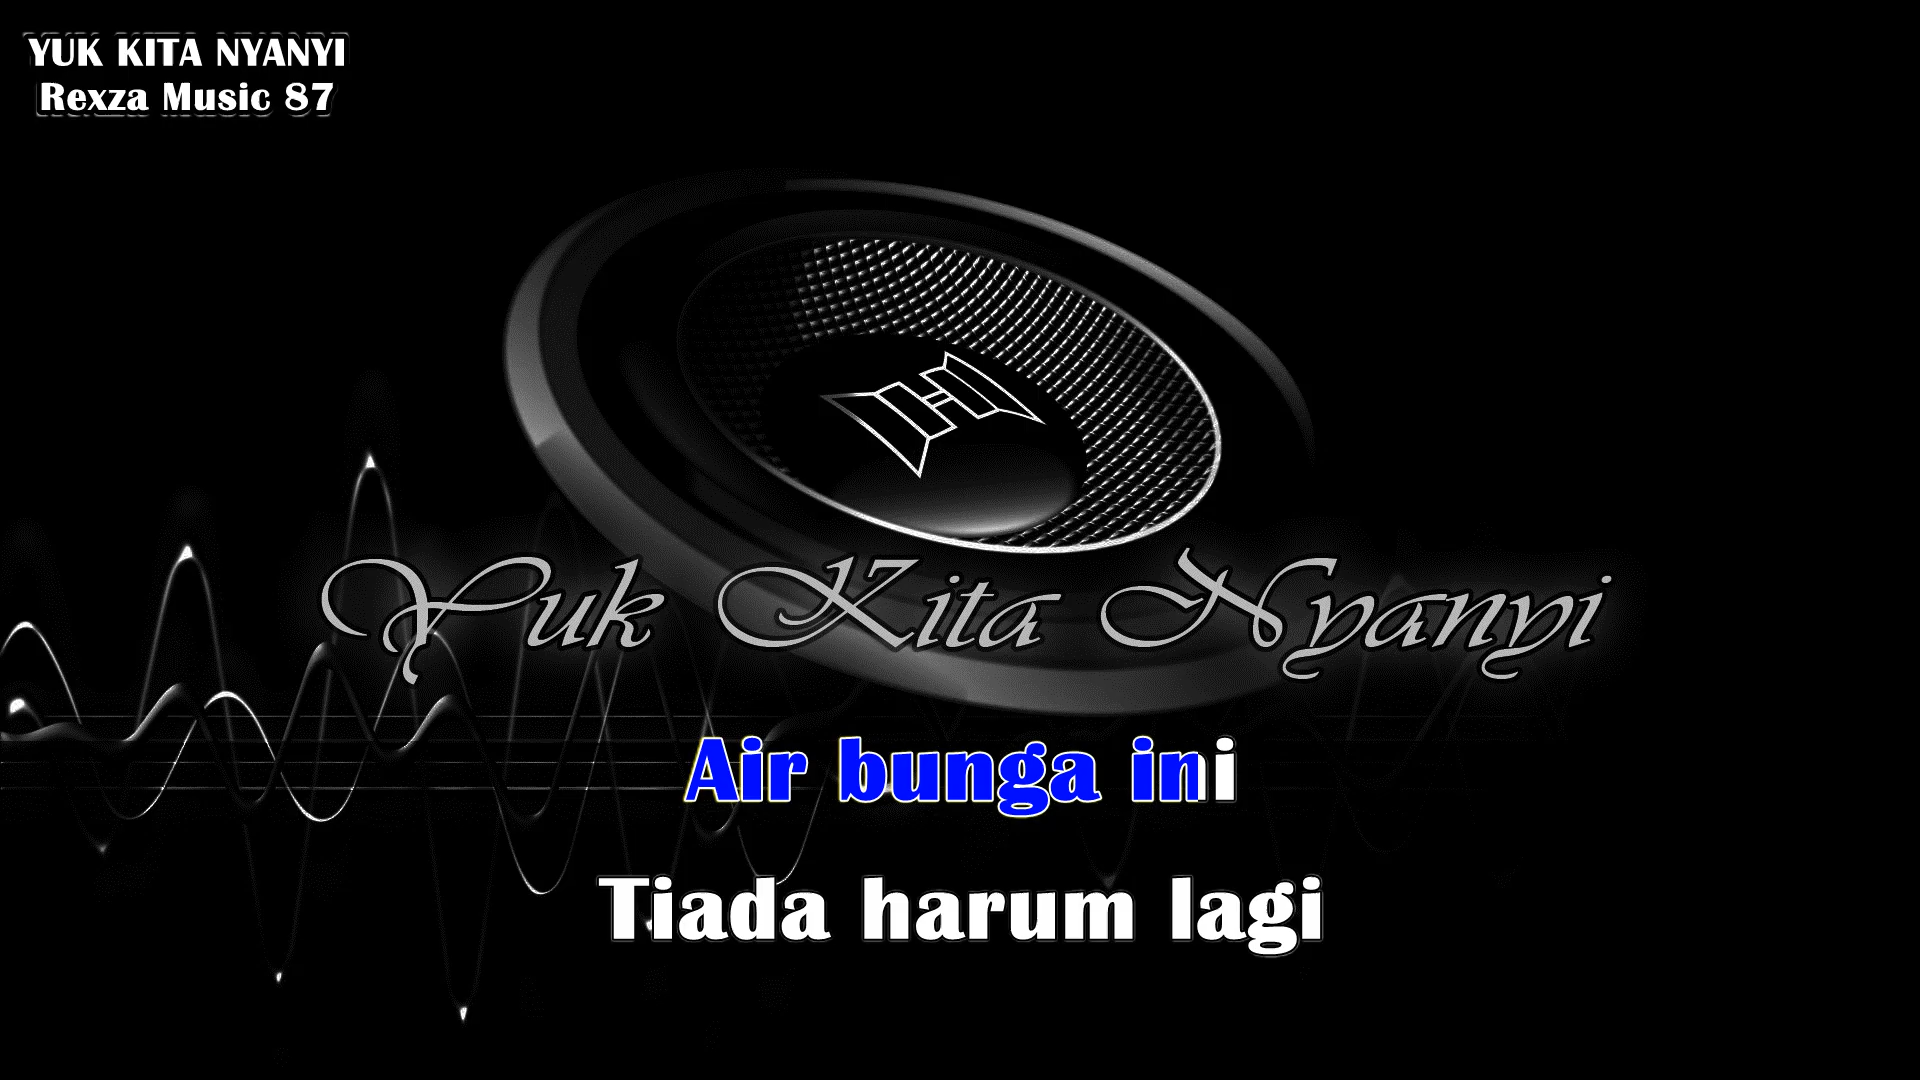 YUK KITA NYANYI
Rexza Music 87
Yuk Kita Nyanyi
Air bunga ini
Tiada harum lagi